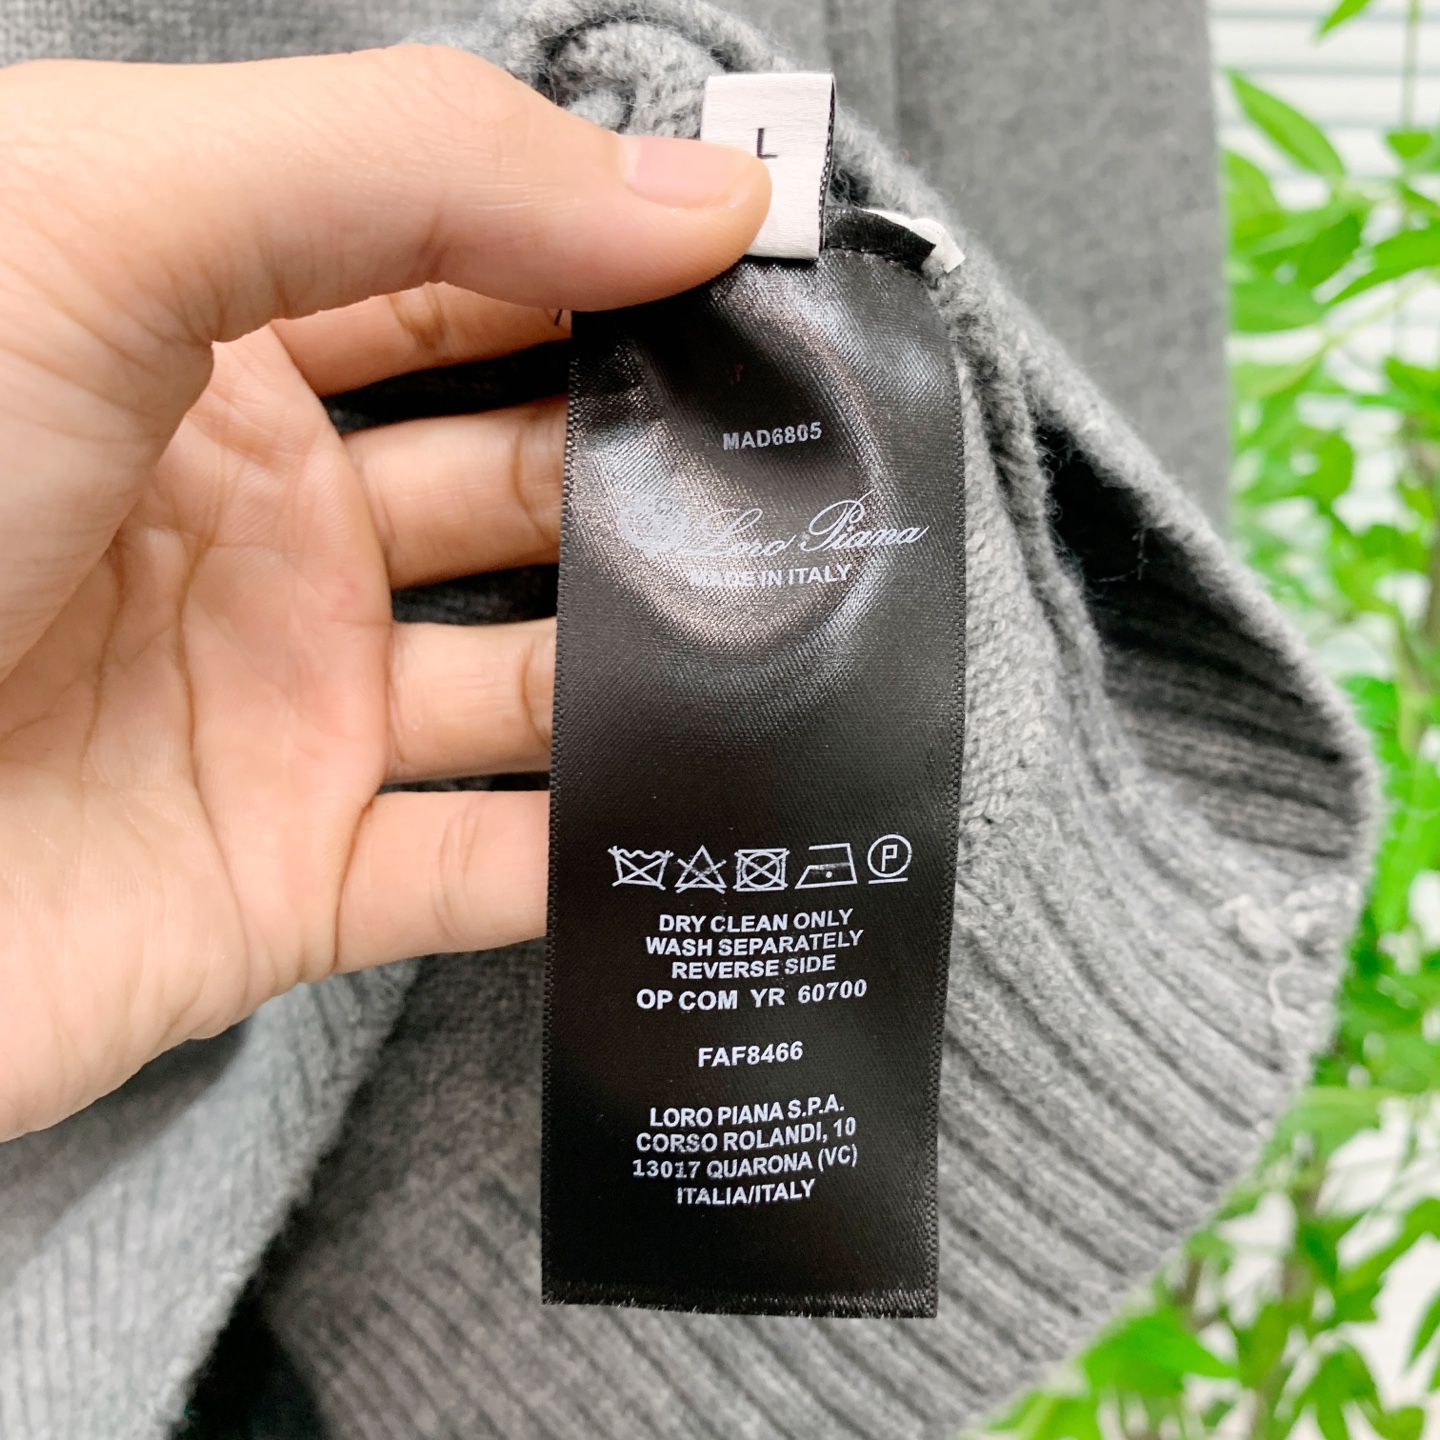 L
MAD6805
Loro Piana
MADE IN ITALY
P
DRY CLEAN ONLY
WASH SEPARATELY
REVERSE SIDE
OP COM YR 60700
FAF8466
LORO PIANA S.P.A.
CORSO ROLANDI, 10
13017 QUARONA (VC)
ITALIA/ITALY